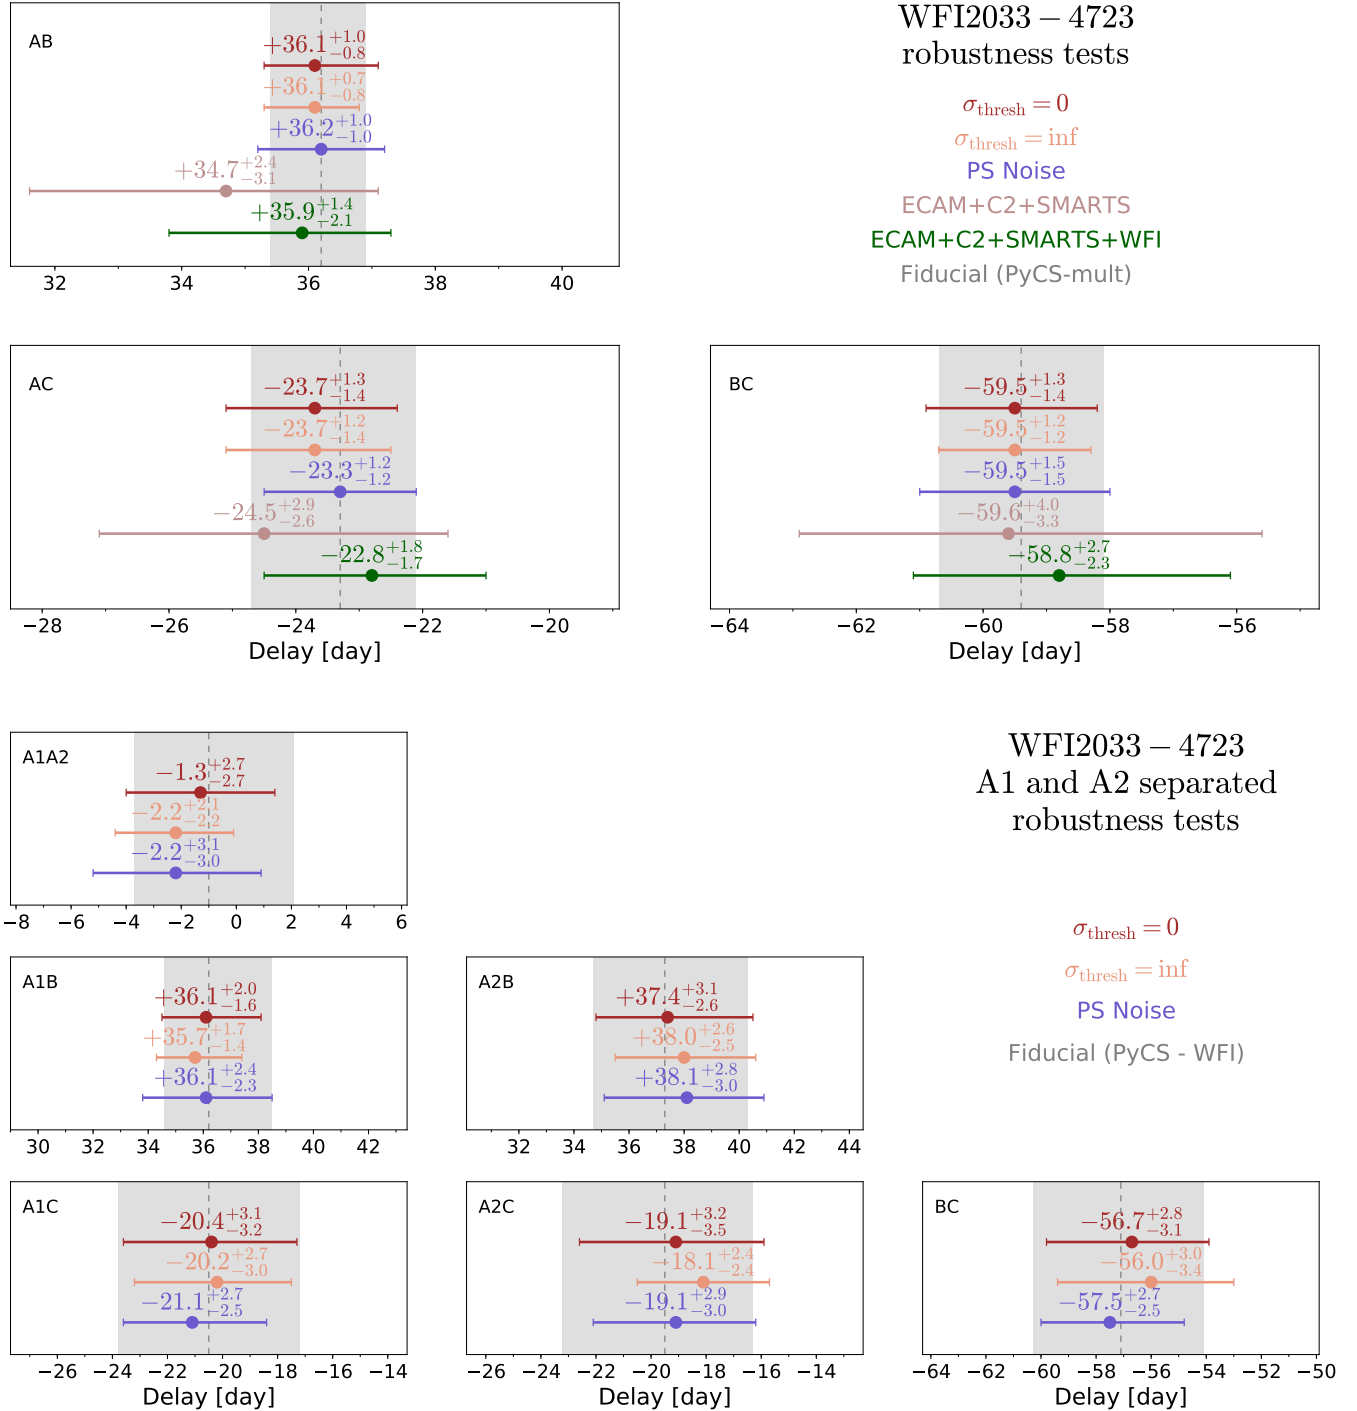 AB
+36.1 +1.0 −0.8
+36.1 +0.7 −0.8
+36.2 +1.0 −1.0
+34.7 +2.4 −3.1
+35.9 +1.4 −2.1
32 34 36 38 40
WFI2033 − 4723
robustness tests
σthresh = 0
σthresh = inf
PS Noise
ECAM+C2+SMARTS
ECAM+C2+SMARTS+WFI
Fiducial (PyCS-mult)
AC
−23.7 +1.3 −1.4
−23.7 +1.2 −1.4
−23.3 +1.2 −1.2
−24.5 +2.9 −2.6
−22.8 +1.8 −1.7
−28 −26 −24 −22 −20
Delay [day]
BC
−59.5 +1.3 −1.4
−59.5 +1.2 −1.2
−59.5 +1.5 −1.5
−59.6 +4.0 −3.3
−58.8 +2.7 −2.3
−64 −62 −60 −58 −56
Delay [day]
A1A2
−1.3 +2.7 −2.7
−2.2 +2.1 −2.2
−2.2 +3.1 −3.0
−8 −6 −4 −2 0 2 4 6
WFI2033 − 4723
A1 and A2 separated
robustness tests
σthresh = 0
σthresh = inf
PS Noise
Fiducial (PyCS - WFI)
A1B
+36.1 +2.0 −1.6
+35.7 +1.7 −1.4
+36.1 +2.4 −2.3
30 32 34 36 38 40 42
A2B
+37.4 +3.1 −2.6
+38.0 +2.6 −2.5
+38.1 +2.8 −3.0
32 34 36 38 40 42 44
A1C
−20.4 +3.1 −3.2
−20.2 +2.7 −3.0
−21.1 +2.7 −2.5
−26 −24 −22 −20 −18 −16 −14
Delay [day]
A2C
−19.1 +3.2 −3.5
−18.1 +2.4 −2.4
−19.1 +2.9 −3.0
−26 −24 −22 −20 −18 −16 −14
Delay [day]
BC
−56.7 +2.8 −3.1
−56.0 +3.0 −3.4
−57.5 +2.7 −2.5
−64 −62 −60 −58 −56 −54 −52 −50
Delay [day]